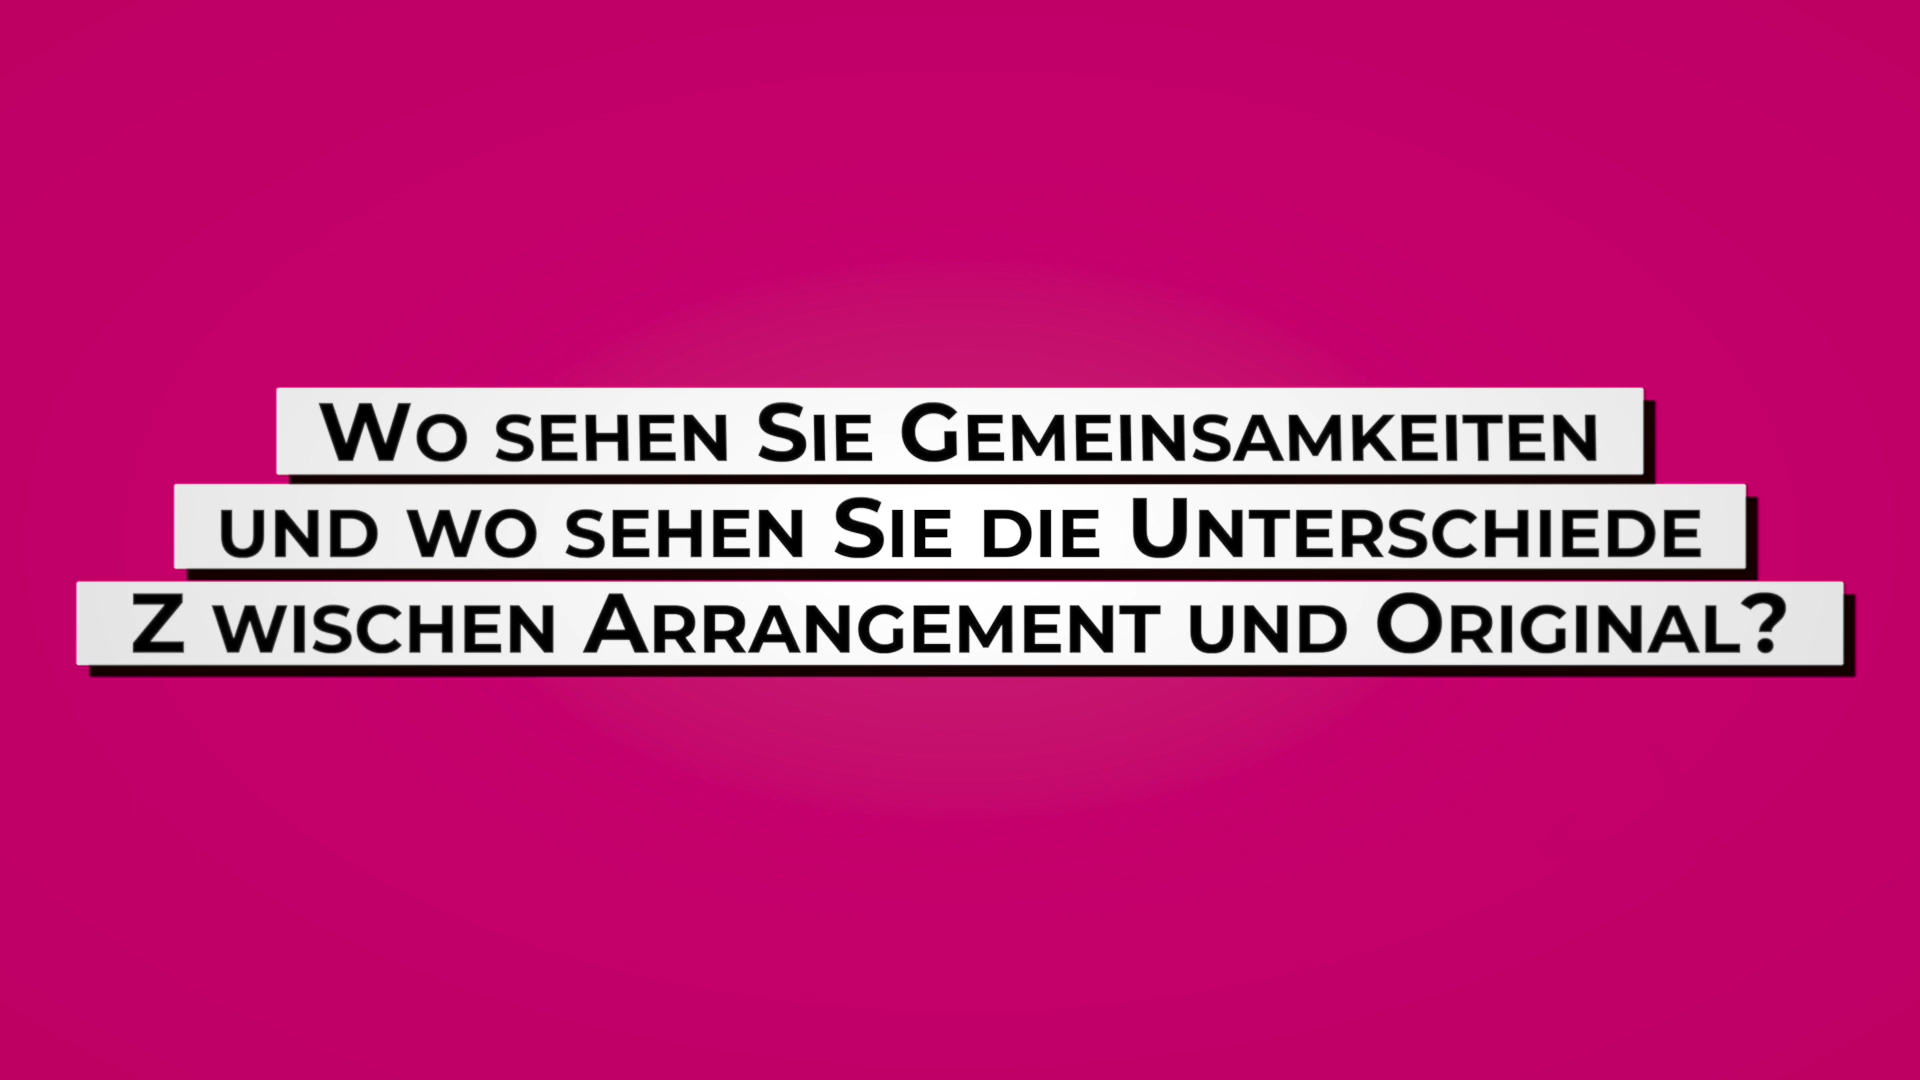 Wo sehen Sie Gemeinsamkeiten
und wo sehen Sie die Unterschiede
Z wischen Arrangement und Original?